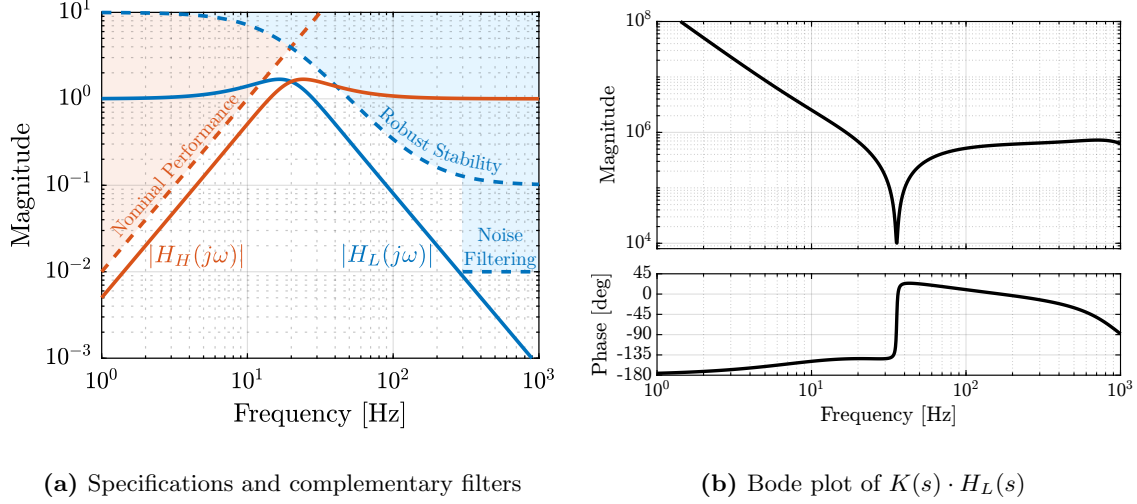 10^1
10^0
10^{-1}
10^{-2}
10^{-3}
Magnitude
Nominal Performance
Robust Stability
Noise
Filtering
|H_H(jω)|
|H_L(jω)|
10^0
10^1
10^2
10^3
Frequency [Hz]
(a) Specifications and complementary filters
10^8
10^6
10^4
Magnitude
45
0
-45
-90
-135
-180
Phase [deg]
10^0
10^1
10^2
10^3
Frequency [Hz]
(b) Bode plot of K(s) · H_L(s)